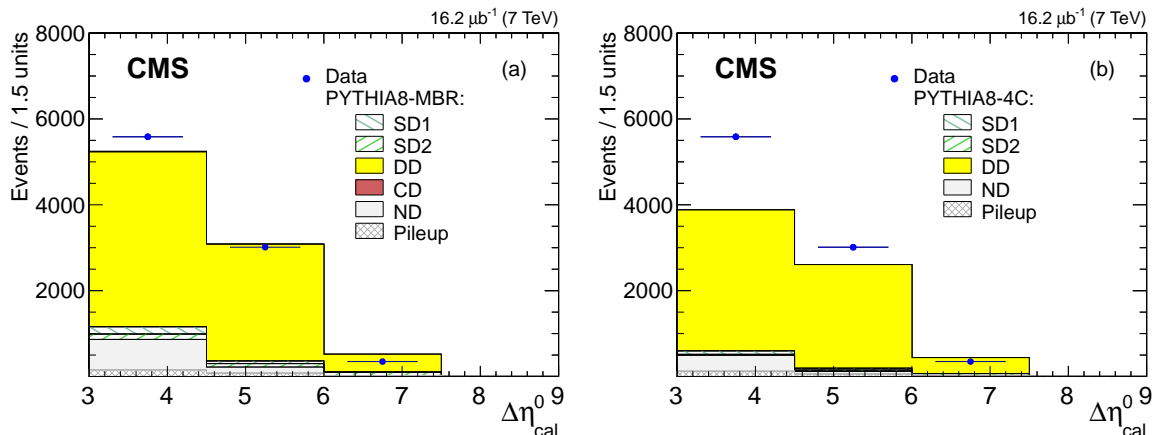 16.2 μb⁻¹ (7 TeV)
Events / 1.5 units
8000
6000
4000
2000
CMS
(a)
Data
PYTHIA8-MBR:
SD1
SD2
DD
CD
ND
Pileup
3 4 5 6 7 8 9
Δη⁰cal
16.2 μb⁻¹ (7 TeV)
Events / 1.5 units
8000
6000
4000
2000
CMS
(b)
Data
PYTHIA8-4C:
SD1
SD2
DD
ND
Pileup
3 4 5 6 7 8 9
Δη⁰cal